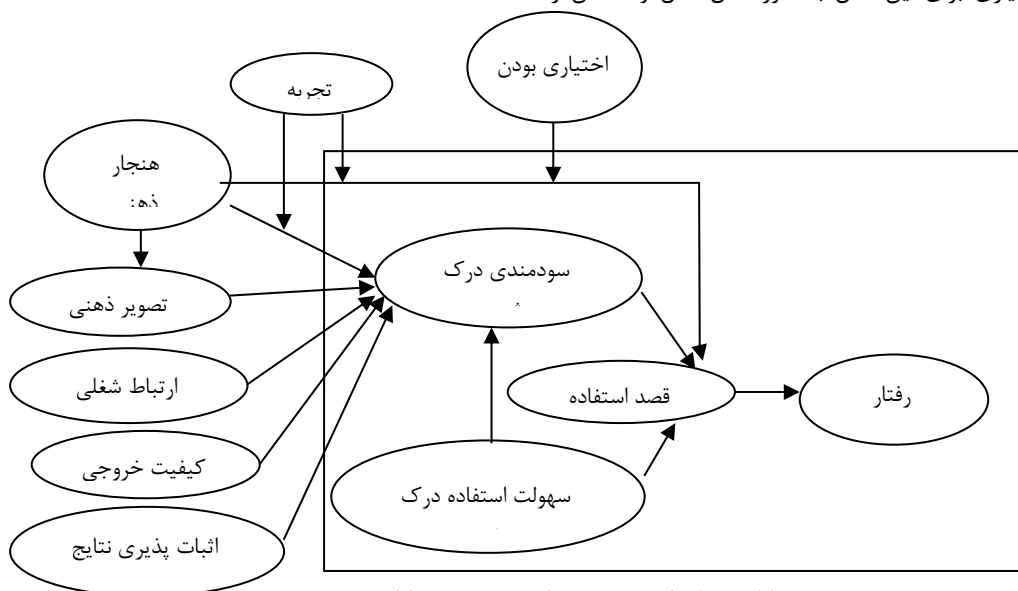 اختیاری بودن
تجربه
هنجار
تصویر ذهنی
سودمندی درک
ارتباط شغلی
قصد استفاده
رفتار
کیفیت خروجی
سهولت استفاده درک
اثبات پذیری نتایج